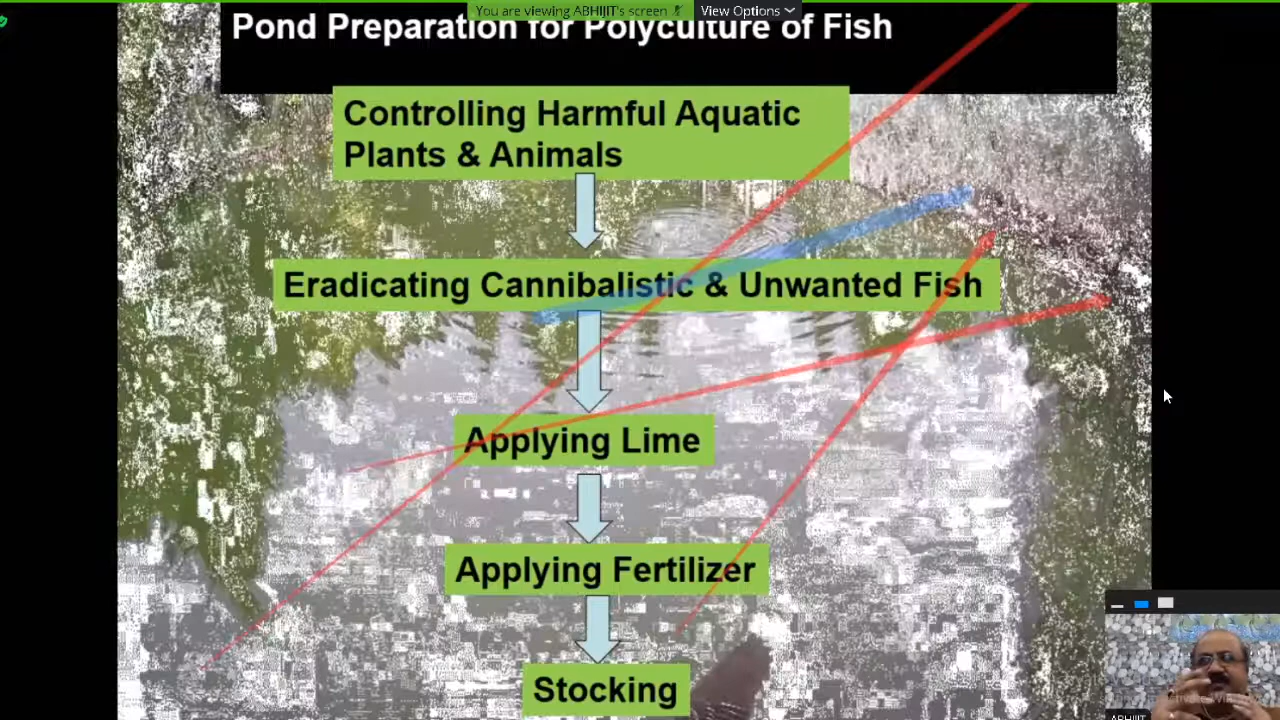 You are viewing ABHIJIT's screen
View Options
Pond Preparation for Polyculture of Fish
Controlling Harmful Aquatic
Plants & Animals
Eradicating Cannibalistic & Unwanted Fish
Applying Lime
Applying Fertilizer
Stocking
ABHIJIT